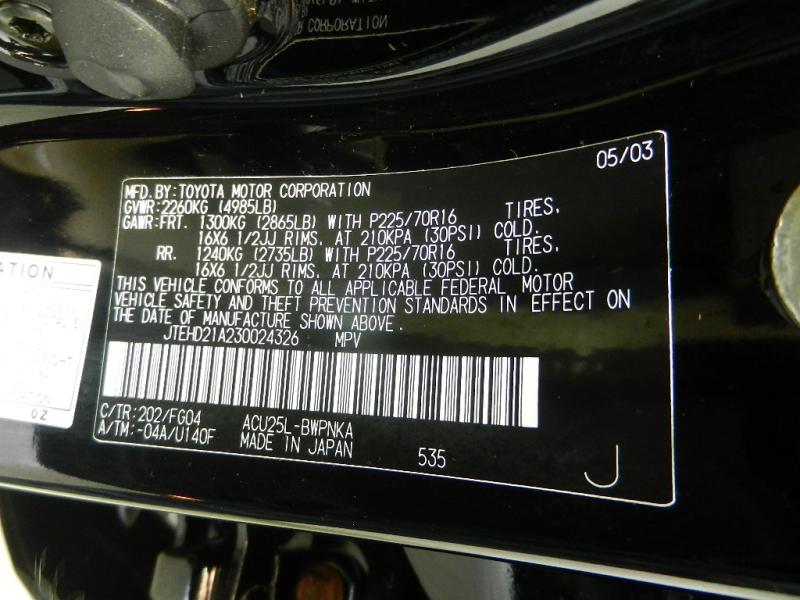 R CORPORATION
05/03
MFD.BY:TOYOTA MOTOR CORPORATION
GVWR:2260KG (4985LB)
GAWR:FRT. 1300KG (2865LB) WITH P225/70R16 TIRES,
16X6 1/2JJ RIMS, AT 210KPA (30PSI) COLD.
RR. 1240KG (2735LB) WITH P225/70R16 TIRES,
16X6 1/2JJ RIMS, AT 210KPA (30PSI) COLD.
THIS VEHICLE CONFORMS TO ALL APPLICABLE FEDERAL MOTOR
VEHICLE SAFETY AND THEFT PREVENTION STANDARDS IN EFFECT ON
THE DATE OF MANUFACTURE SHOWN ABOVE.
JTEHD21A230024326 MPV
C/TR:202/FG04 ACU25L-BWPNKA
A/TM:-04A/U140F MADE IN JAPAN 535 J
ATION
OZ